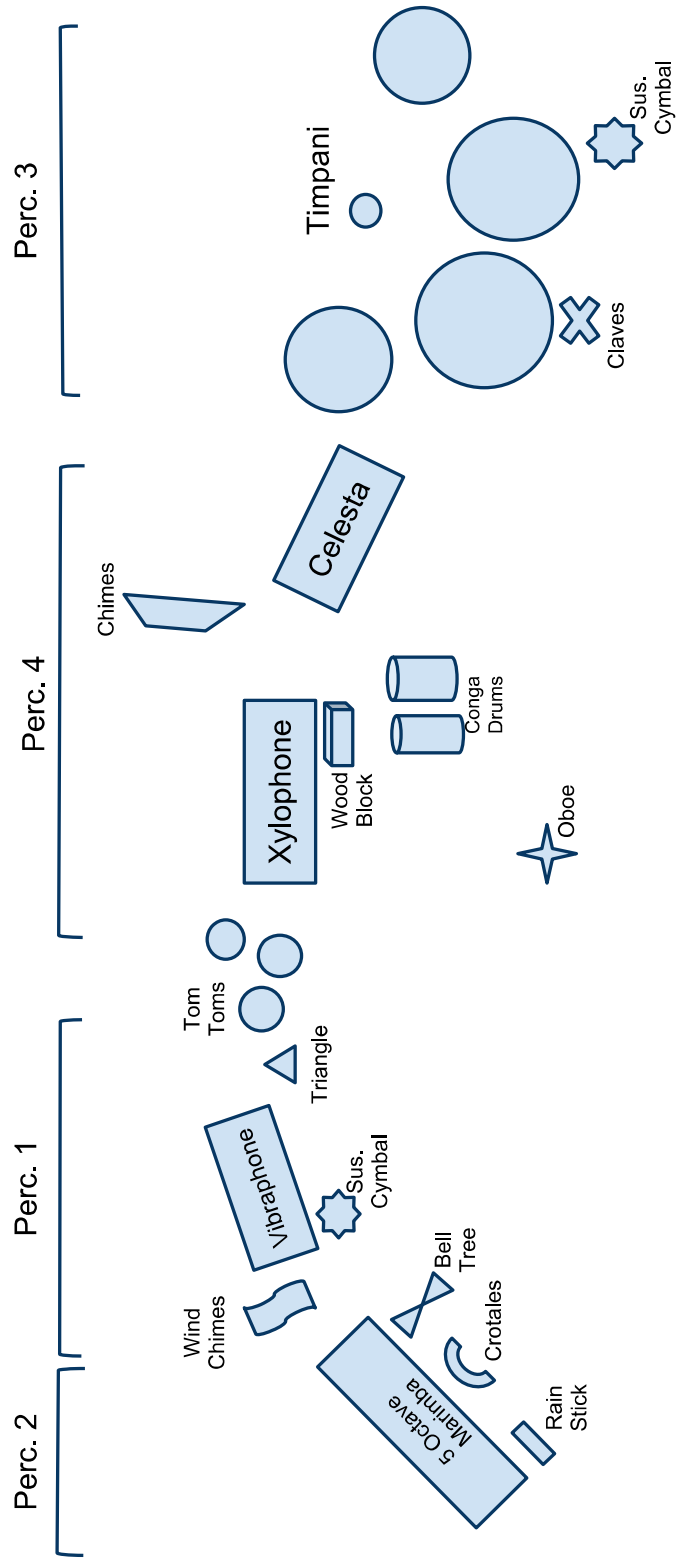 Perc. 2
Perc. 1
Perc. 4
Perc. 3
5 Octave
Marimba
Rain
Stick
Crotales
Bell
Tree
Wind
Chimes
Vibraphone
Sus.
Cymbal
Triangle
Tom
Toms
Xylophone
Wood
Block
Oboe
Conga
Drums
Chimes
Celesta
Timpani
Claves
Sus.
Cymbal